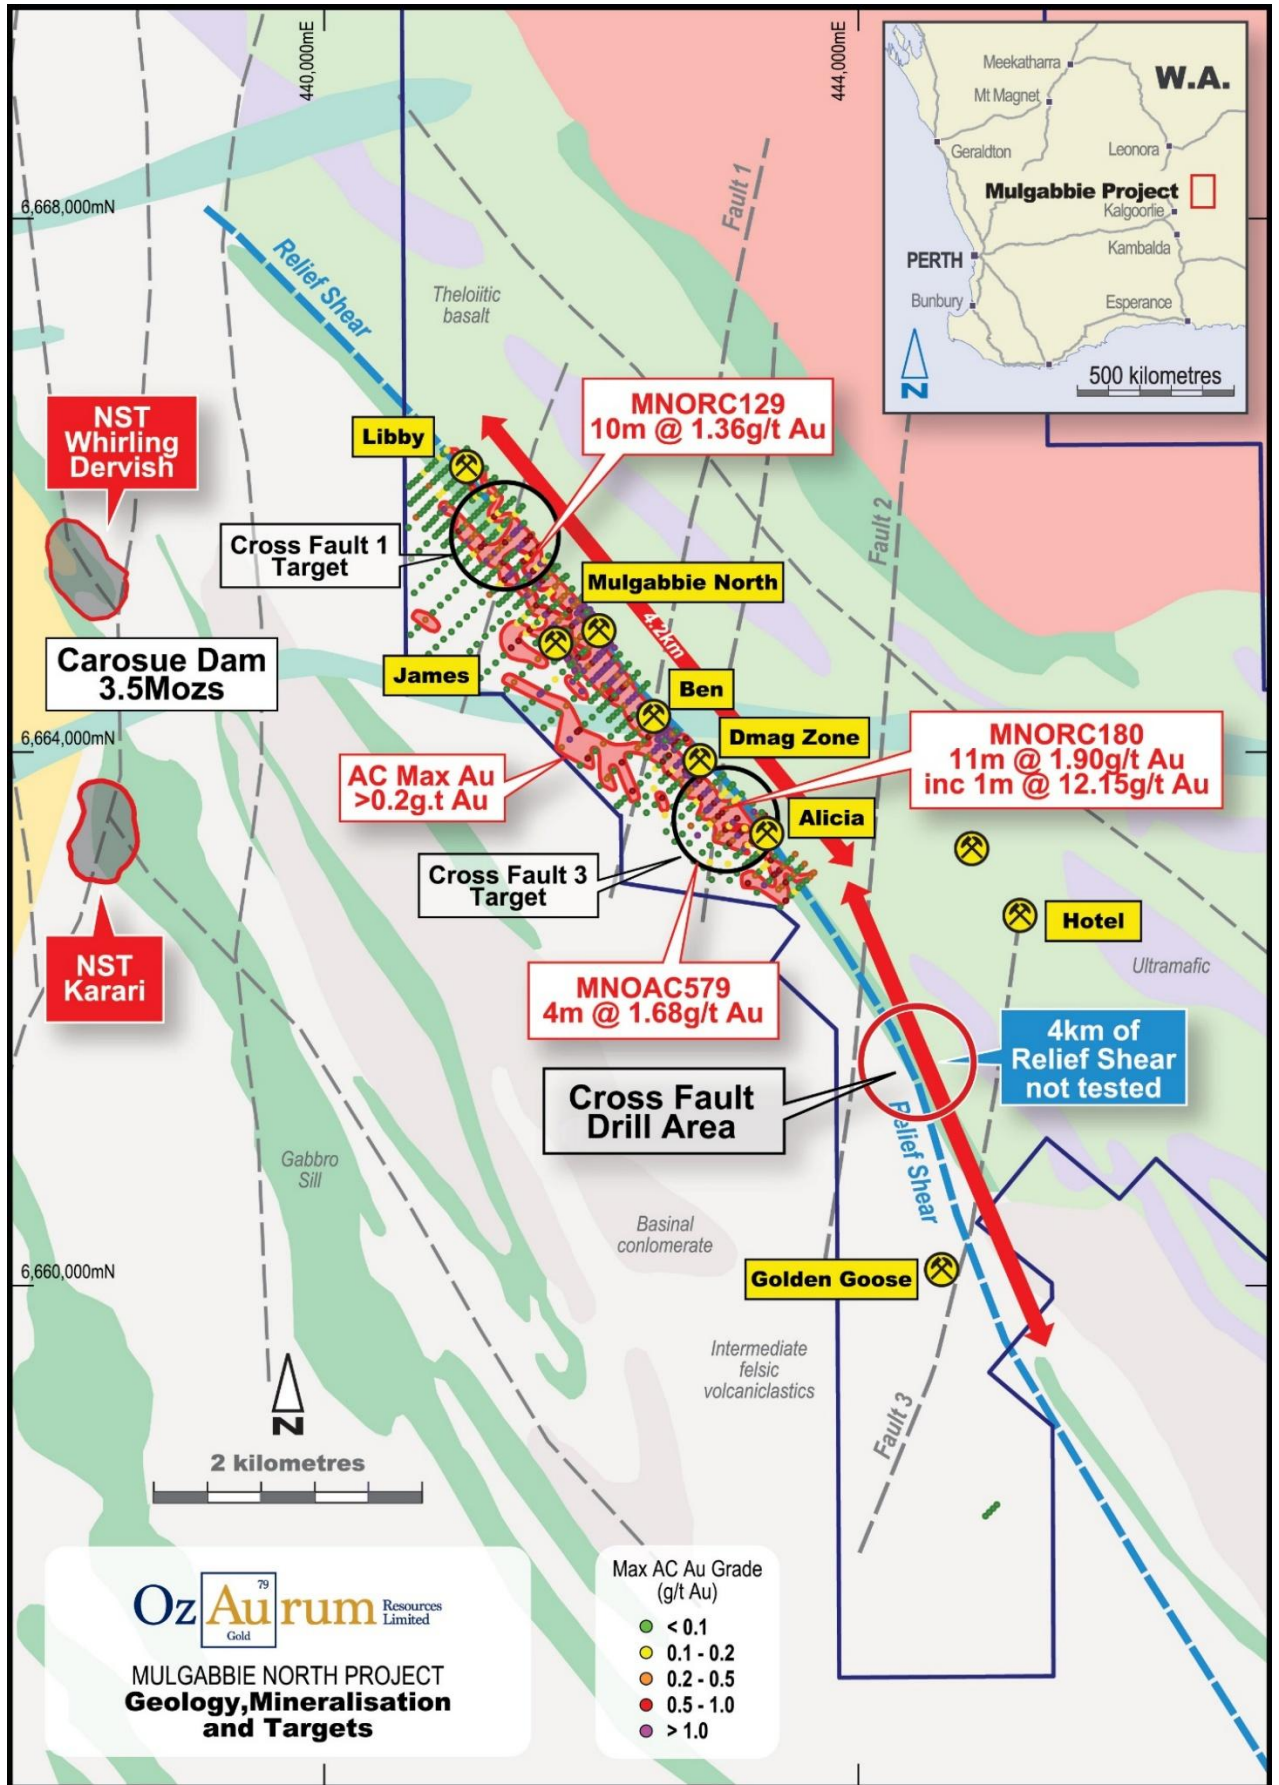 440,000mE
444,000mE
6,668,000mN
6,664,000mN
6,660,000mN
Meekatharra
Mt Magnet
W.A.
Geraldton
Leonora
Mulgabbie Project
Kalgoorlie
Kambalda
PERTH
Bunbury
Esperance
N
500 kilometres
Fault 1
Relief Shear
Theloiitic
basalt
NST
Whirling
Dervish
Libby
MNORC129
10m @ 1.36g/t Au
Fault 2
Cross Fault 1
Target
Mulgabbie North
4.2km
Carosue Dam
3.5Mozs
James
Ben
Dmag Zone
MNORC180
11m @ 1.90g/t Au
inc 1m @ 12.15g/t Au
AC Max Au
>0.2g.t Au
Alicia
Cross Fault 3
Target
Hotel
NST
Karari
Ultramafic
MNOAC579
4m @ 1.68g/t Au
4km of
Relief Shear
not tested
Cross Fault
Drill Area
Relief Shear
Gabbro
Sill
Basinal
conlomerate
Golden Goose
Intermediate
felsic
volcaniclastics
Fault 3
N
2 kilometres
Oz Aurum Resources
Limited
79
Gold
MULGABBIE NORTH PROJECT
Geology,Mineralisation
and Targets
Max AC Au Grade
(g/t Au)
< 0.1
0.1 - 0.2
0.2 - 0.5
0.5 - 1.0
> 1.0